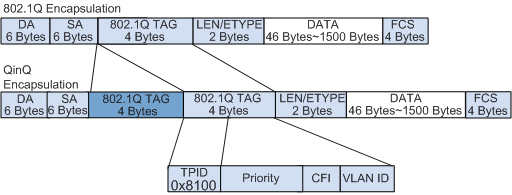 802.1Q Encapsulation
DA SA 802.1Q TAG LEN/ETYPE DATA FCS
6 Bytes 6 Bytes 4 Bytes 2 Bytes 46 Bytes~1500 Bytes 4 Bytes
QinQ
Encapsulation
DA SA 802.1Q TAG 802.1Q TAG LEN/ETYPE DATA FCS
6 Bytes 6 Bytes 4 Bytes 4 Bytes 2 Bytes 46 Bytes~1500 Bytes 4 Bytes
TPID Priority CFI VLAN ID
0x8100